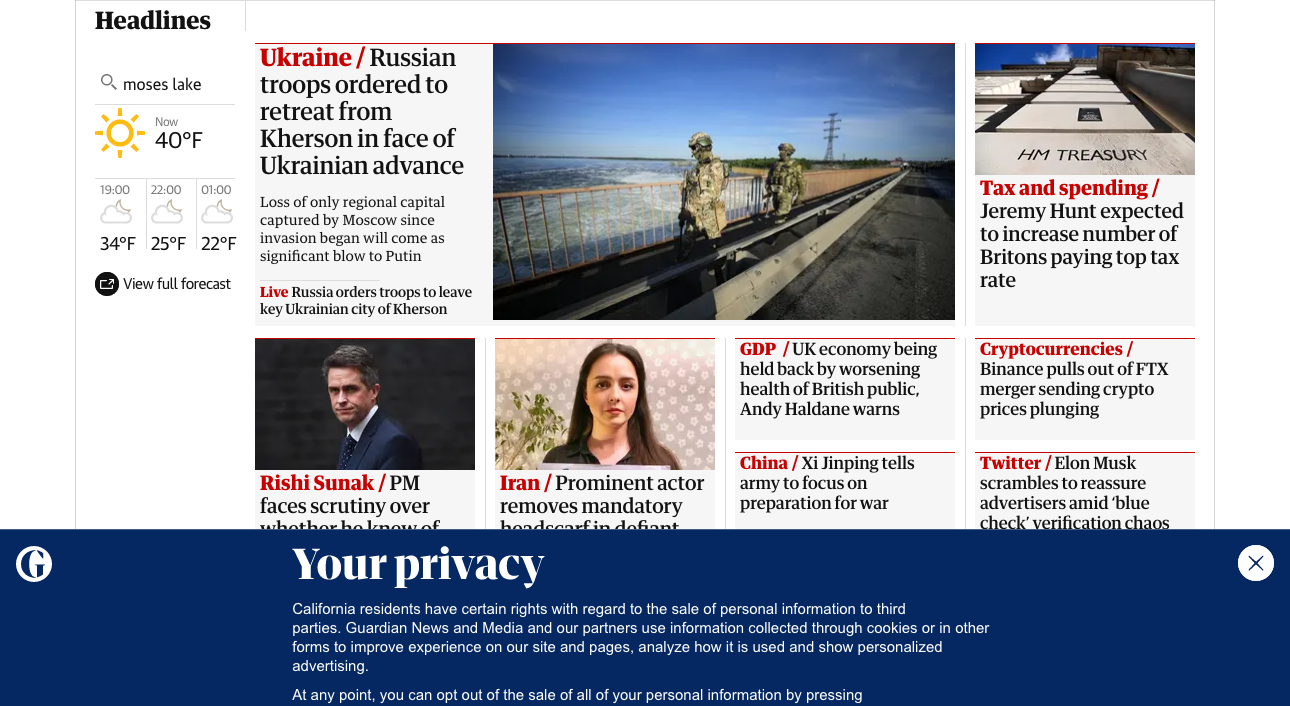 Headlines
moses lake
Now
40°F
19:00
22:00
01:00
34°F
25°F
22°F
View full forecast
Ukraine / Russian
troops ordered to
retreat from
Kherson in face of
Ukrainian advance
Loss of only regional capital
captured by Moscow since
invasion began will come as
significant blow to Putin
Live Russia orders troops to leave
key Ukrainian city of Kherson
HM TREASURY
Tax and spending /
Jeremy Hunt expected
to increase number of
Britons paying top tax
rate
Rishi Sunak / PM
faces scrutiny over
whether he knew of
Iran / Prominent actor
removes mandatory
headscarf in defiant
GDP / UK economy being
held back by worsening
health of British public,
Andy Haldane warns
China / Xi Jinping tells
army to focus on
preparation for war
Cryptocurrencies /
Binance pulls out of FTX
merger sending crypto
prices plunging
Twitter / Elon Musk
scrambles to reassure
advertisers amid ‘blue
check’ verification chaos
G
Your privacy
California residents have certain rights with regard to the sale of personal information to third
parties. Guardian News and Media and our partners use information collected through cookies or in other
forms to improve experience on our site and pages, analyze how it is used and show personalized
advertising.
At any point, you can opt out of the sale of all of your personal information by pressing